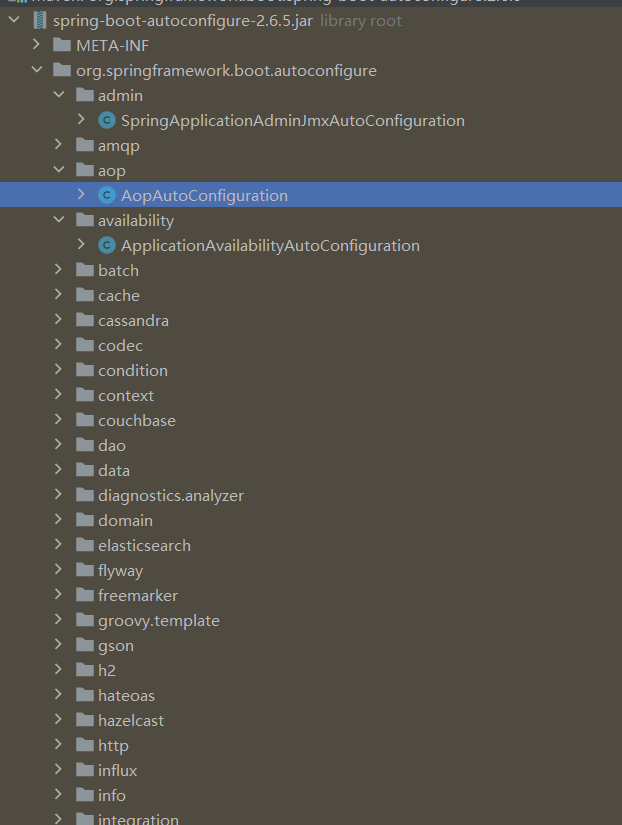 spring-boot-autoconfigure-2.6.5.jar library root
META-INF
org.springframework.boot.autoconfigure
admin
SpringApplicationAdminJmxAutoConfiguration
amqp
aop
AopAutoConfiguration
availability
ApplicationAvailabilityAutoConfiguration
batch
cache
cassandra
codec
condition
context
couchbase
dao
data
diagnostics.analyzer
domain
elasticsearch
flyway
freemarker
groovy.template
gson
h2
hateoas
hazelcast
http
influx
info
integration